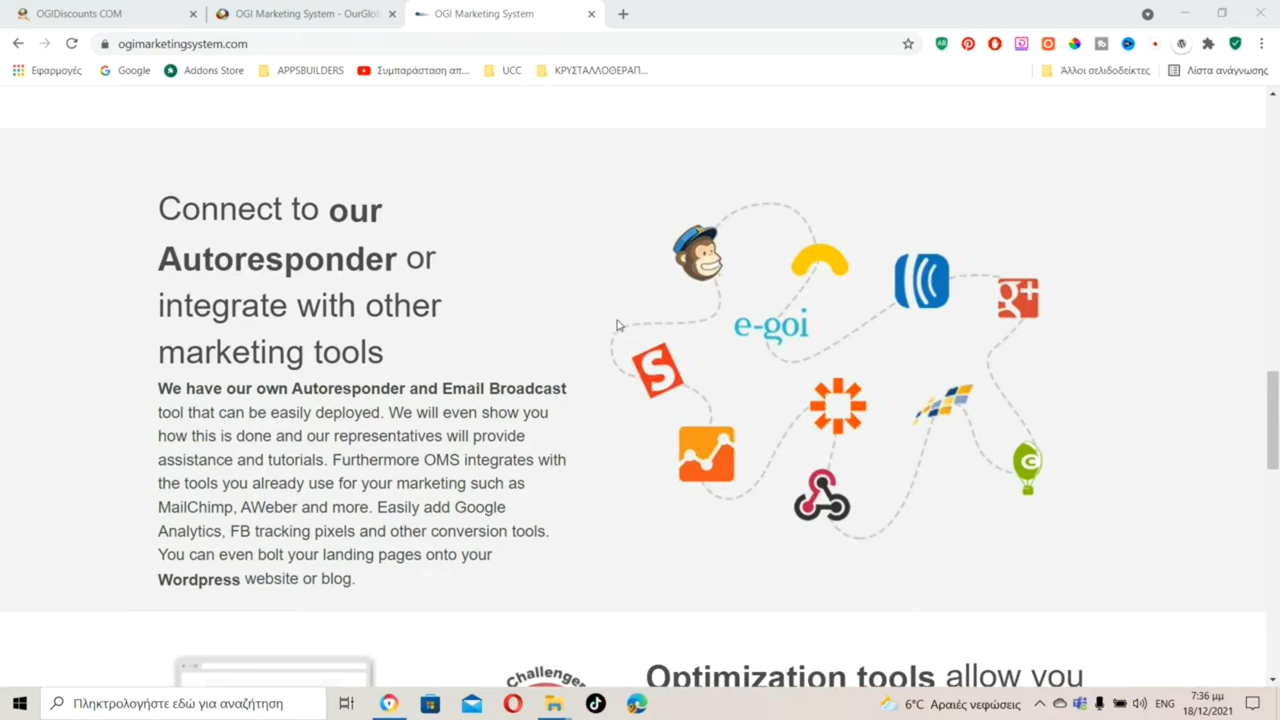 OGIDiscounts COM
OGI Marketing System - OurGlob
OGI Marketing System
ogimarketingsystem.com
Εφαρμογές
Google
Addons Store
APPSBUILDERS
Συμπαράσταση απ...
UCC
ΚΡΥΣΤΑΛΛΟΘΕΡΑΠ...
Άλλοι σελιδοδείκτες
Λίστα ανάγνωσης
Connect to our
Autoresponder or
integrate with other
marketing tools
We have our own Autoresponder and Email Broadcast
tool that can be easily deployed. We will even show you
how this is done and our representatives will provide
assistance and tutorials. Furthermore OMS integrates with
the tools you already use for your marketing such as
MailChimp, AWeber and more. Easily add Google
Analytics, FB tracking pixels and other conversion tools.
You can even bolt your landing pages onto your
Wordpress website or blog.
g+
e-goi
S
Challenger
Optimization tools allow you
Πληκτρολογήστε εδώ για αναζήτηση
6°C Αραιές νεφώσεις
ENG
7:36 μμ
18/12/2021